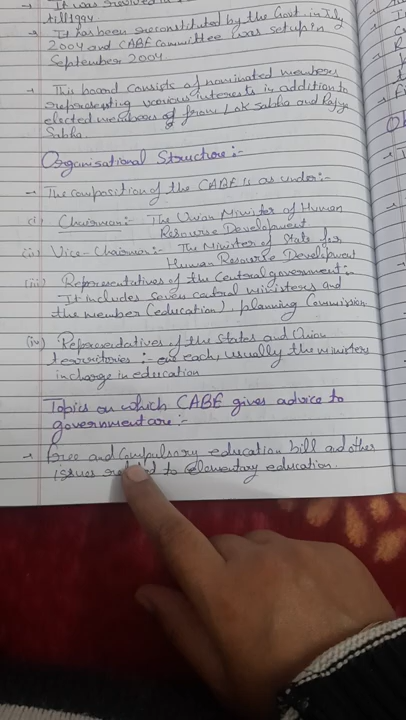 → It was
till 1994.
→ It has been reconstituted by the Govt in July
2004 and CABE Committee was setup in
September 2004.
→ This board consists of nominated members
representing various interests in addition to
elected members of from Lok sabha and Rajya
Sabha.
Organisational Structure:-
→ The composition of the CABE is as under:-
(i) Chairman:- The Union Minister of Human
Resource Development.
(ii) Vice-Chairman:- The Minister of State for
Human Resource Development
(iii) Representatives of the Central government:-
It includes seven central ministers and
the member (education), planning Commission
(iv) Representatives of the States and Union
territories:- one each, usually the ministers
incharge in education
Topics on which CABE gives advice to
government are:-
→ Free and Compulsory education bill and other
issues related to elementary education.